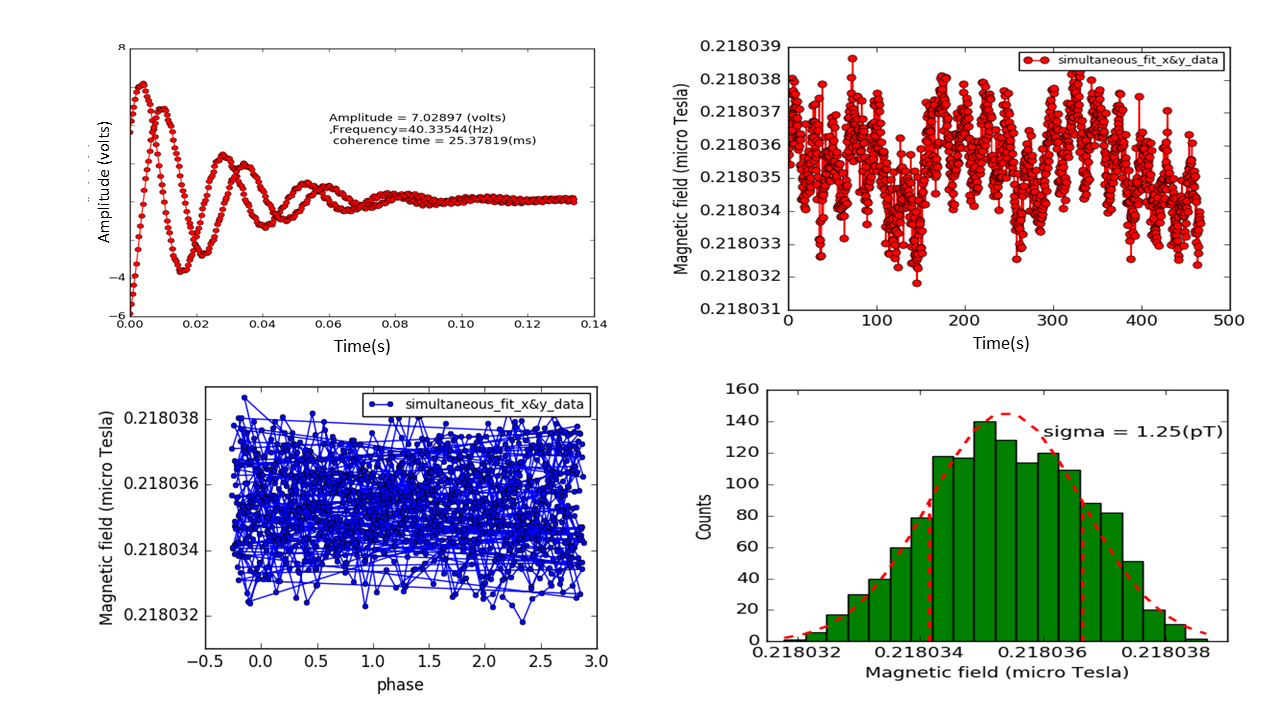 8
−4
−6
Amplitude (volts)
Amplitude = 7.02897 (volts)
,Frequency=40.33544(Hz)
coherence time = 25.37819(ms)
0.00 0.02 0.04 0.06 0.08 0.10 0.12 0.14
Time(s)
0.218039
0.218038
0.218037
0.218036
0.218035
0.218034
0.218033
0.218032
0.218031
Magnetic field (micro Tesla)
simultaneous_fit_x&y_data
0 100 200 300 400 500
Time(s)
0.218038
0.218036
0.218034
0.218032
Magnetic field (micro Tesla)
simultaneous_fit_x&y_data
−0.5 0.0 0.5 1.0 1.5 2.0 2.5 3.0
phase
160
140
120
100
80
60
40
20
0
Counts
sigma = 1.25(pT)
0.218032 0.218034 0.218036 0.218038
Magnetic field (micro Tesla)